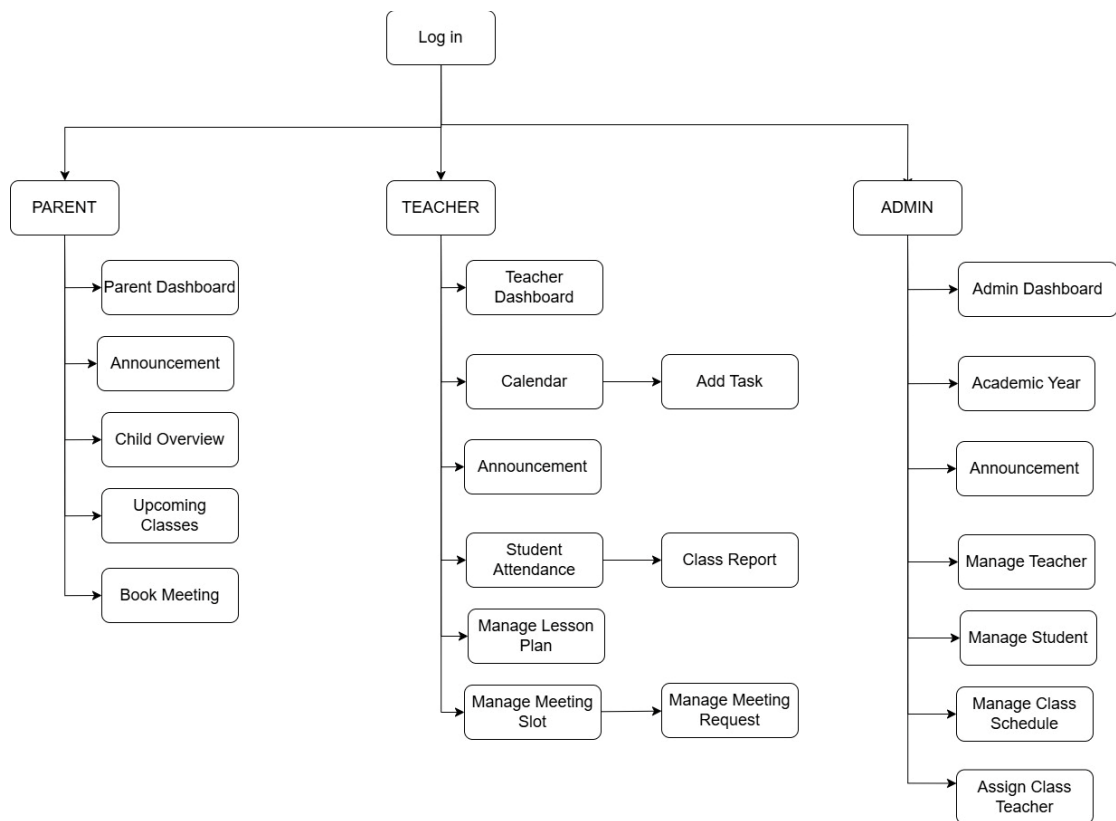 Log in
PARENT
TEACHER
ADMIN
Parent Dashboard
Announcement
Child Overview
Upcoming
Classes
Book Meeting
Teacher
Dashboard
Calendar
Add Task
Announcement
Student
Attendance
Class Report
Manage Lesson
Plan
Manage Meeting
Slot
Manage Meeting
Request
Admin Dashboard
Academic Year
Announcement
Manage Teacher
Manage Student
Manage Class
Schedule
Assign Class
Teacher